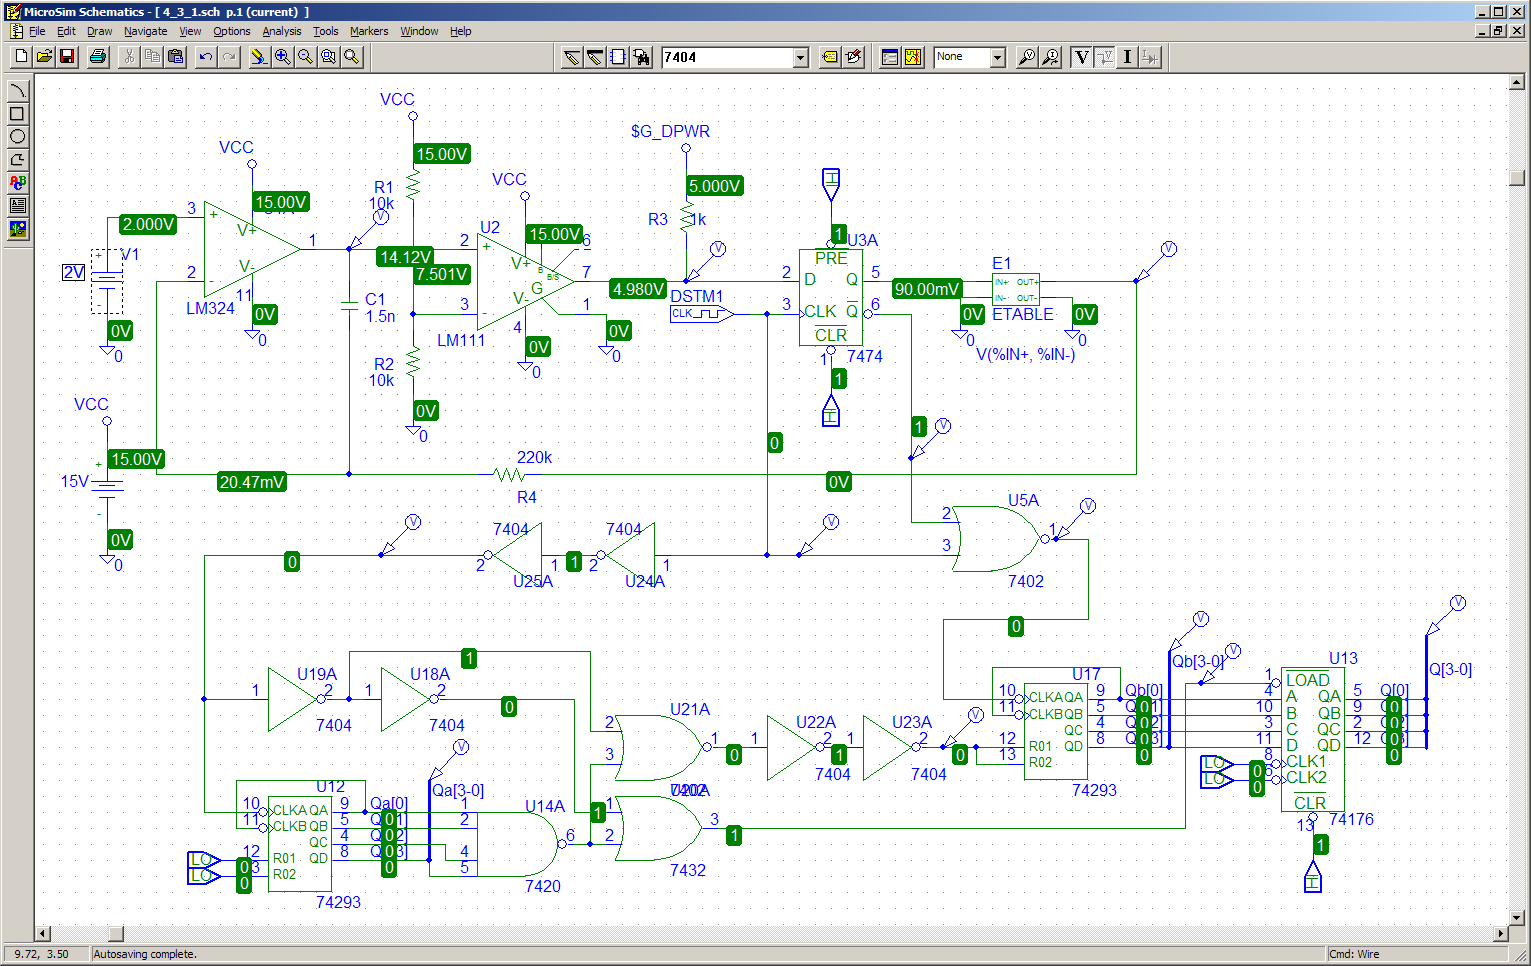 MicroSim Schematics - [ 4_3_1.sch p.1 (current) ]
File Edit Draw Navigate View Options Analysis Tools Markers Window Help
7404
None
V
I
VCC
$G_DPWR
VCC
15.00V
VCC
5.000V
15.00V
R1
10k
R3
1k
3
2.000V
V+
1
U2
15.00V
6
1
U3A
PRE
V1
2V
2
V-
11
14.12V
7.501V
2
V+
7
4.980V
2
D
Q
5
90.00mV
E1
IN+ OUT+
IN- OUT-
LM324
0V
C1
1.5n
3
V-
G
1
DSTM1
CLK
3
CLK
Q
6
0V
ETABLE
0V
0V
0
0
LM111
4
0V
0
0V
0
CLR
1
7474
0
0
V(%IN+, %IN-)
R2
10k
1
0V
0
VCC
1
0
15.00V
15V
20.47mV
220k
R4
0V
0V
0
U5A
2
3
1
7402
7404
7404
0
2
U25A
1
1
2
U24A
1
0
1
U19A
1
2
7404
U18A
1
2
7404
0
U21A
2
3
1
0
U22A
1
1
2
7404
U23A
1
2
7404
0
U17
10
11
CLKA QA
CLKB QB
QC
R01 QD
R02
12
13
9
5
4
8
74293
Qb[3-0]
Qb[0]
0
0
0
0
U13
1
LOAD
4
A
QA
5
10
B
QB
9
3
C
QC
2
11
D
QD
12
8
CLK1
6
CLK2
LO
LO
0
0
CLR
13
74176
1
Q[0]
0
0
0
0
Q[3-0]
U12
10
11
CLKA QA
CLKB QB
QC
R01 QD
R02
12
9
5
4
8
LO
LO
0
0
74293
Qa[0]
0
0
0
0
Qa[3-0]
U14A
1
2
4
5
6
7420
1
1
2
3
7432
1
9.72, 3.50 Autosaving complete. Cmd: Wire